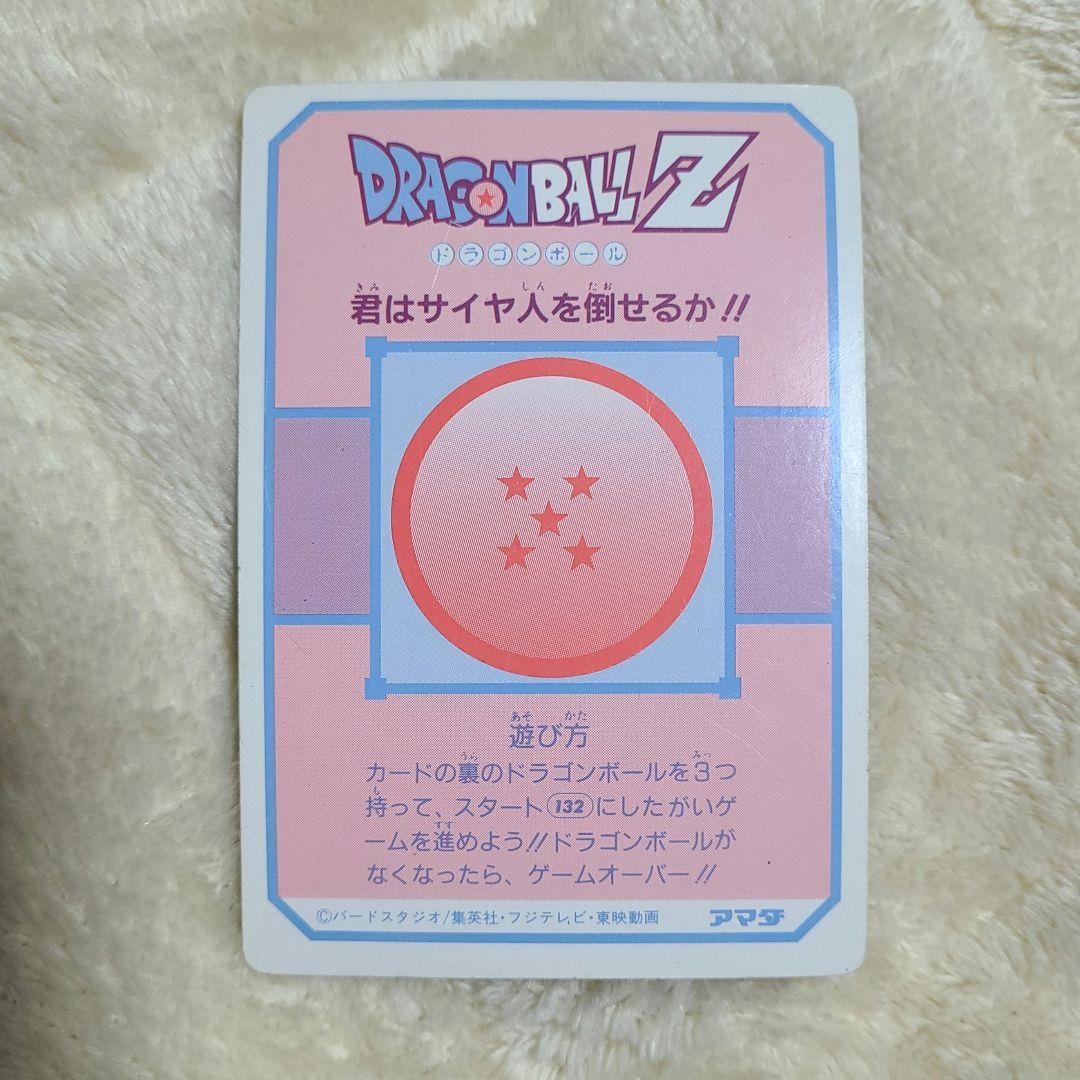 DRAGON BALL Z
ドラゴンボール
君はサイヤ人を倒せるか!!
遊び方
カードの裏のドラゴンボールを3つ
持って、スタート132にしたがいゲ
ームを進めよう!!ドラゴンボールが
なくなったら、ゲームオーバー!!
©バードスタジオ/集英社・フジテレビ・東映動画 アマダ